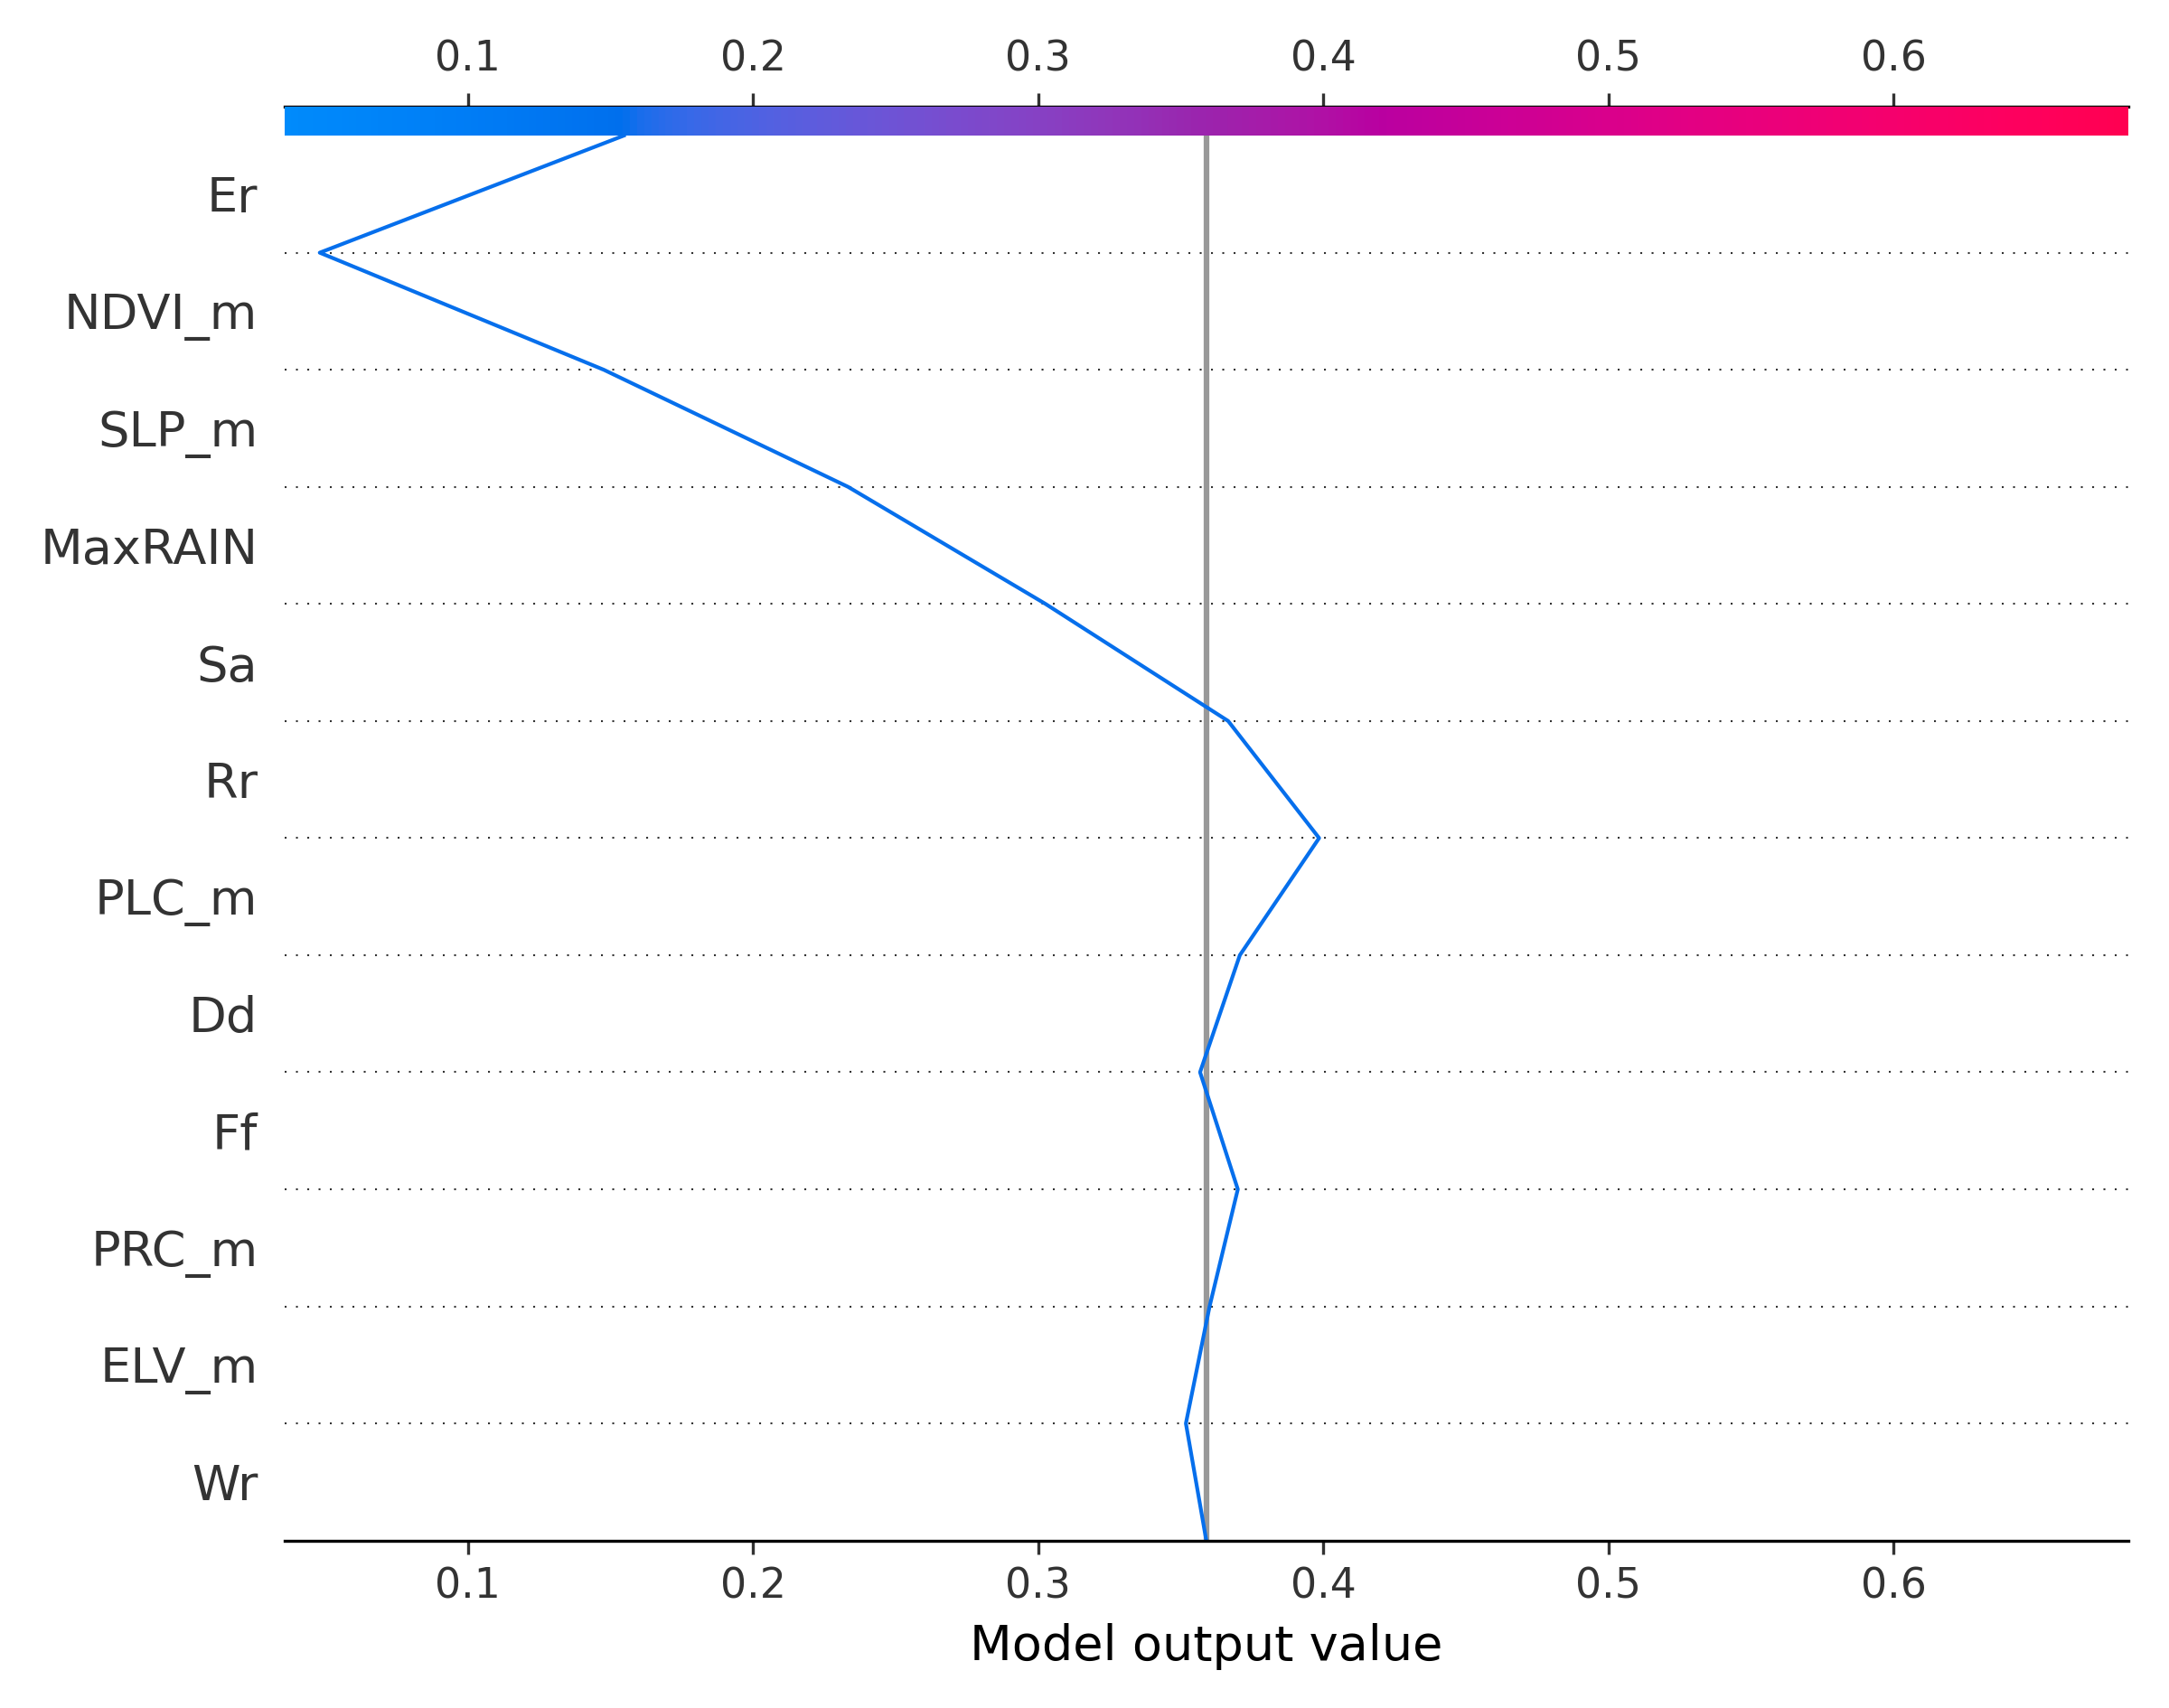 0.1 0.2 0.3 0.4 0.5 0.6
Er
NDVI_m
SLP_m
MaxRAIN
Sa
Rr
PLC_m
Dd
Ff
PRC_m
ELV_m
Wr
0.1 0.2 0.3 0.4 0.5 0.6
Model output value